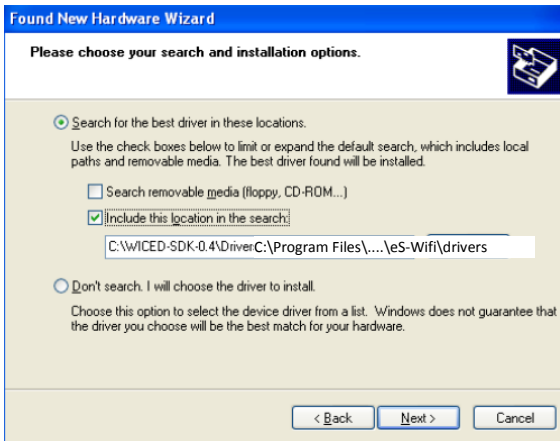 Found New Hardware Wizard
Please choose your search and installation options.
Search for the best driver in these locations.
Use the check boxes below to limit or expand the default search, which includes local
paths and removable media. The best driver found will be installed.
Search removable media (floppy, CD-ROM...)
Include this location in the search:
C:\WICED-SDK-0.4\DriverC:\Program Files\....\eS-Wifi\drivers
Don't search. I will choose the driver to install.
Choose this option to select the device driver from a list. Windows does not guarantee that
the driver you choose will be the best match for your hardware.
< Back Next > Cancel